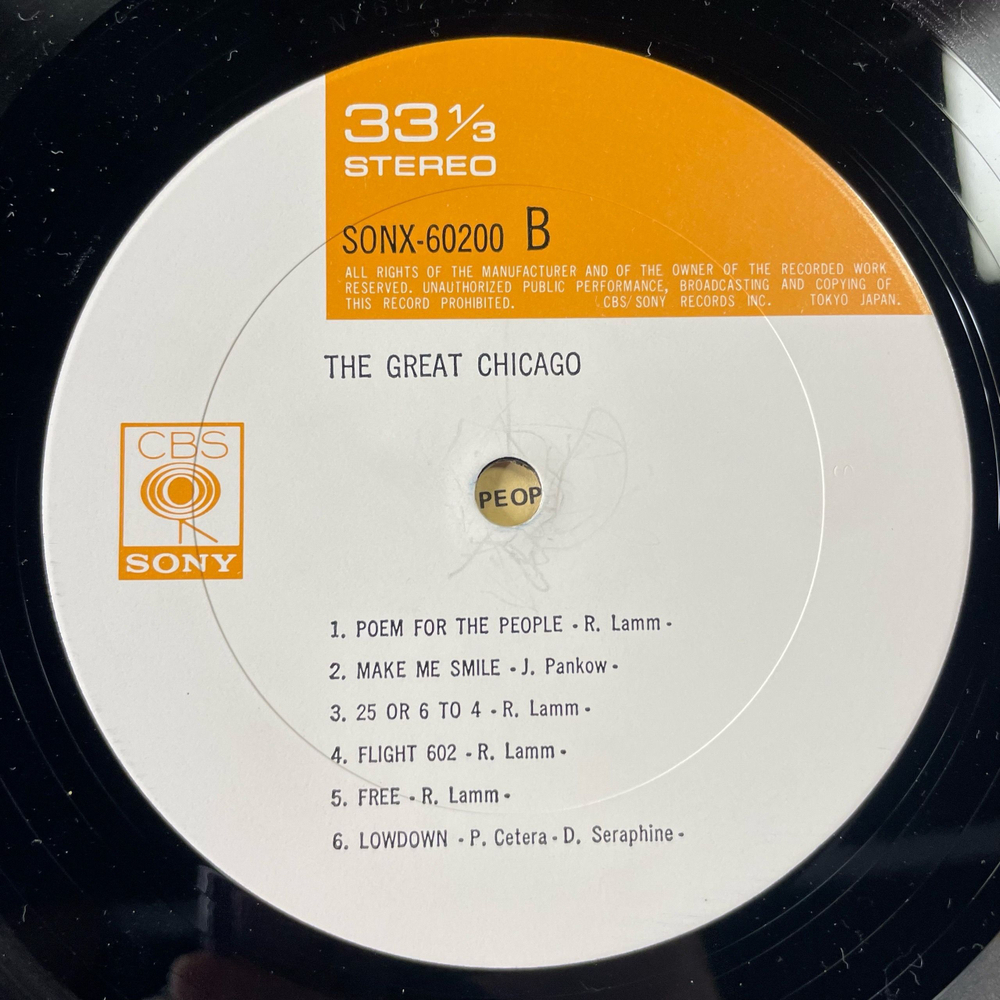 33 1/3
STEREO
SONX-60200 B
ALL RIGHTS OF THE MANUFACTURER AND OF THE OWNER OF THE RECORDED WORK
RESERVED. UNAUTHORIZED PUBLIC PERFORMANCE, BROADCASTING AND COPYING OF
THIS RECORD PROHIBITED. CBS/SONY RECORDS INC. TOKYO JAPAN.
THE GREAT CHICAGO
CBS
SONY
PEOP
1. POEM FOR THE PEOPLE - R. Lamm -
2. MAKE ME SMILE - J. Pankow -
3. 25 OR 6 TO 4 - R. Lamm -
4. FLIGHT 602 - R. Lamm -
5. FREE - R. Lamm -
6. LOWDOWN - P. Cetera - D. Seraphine -